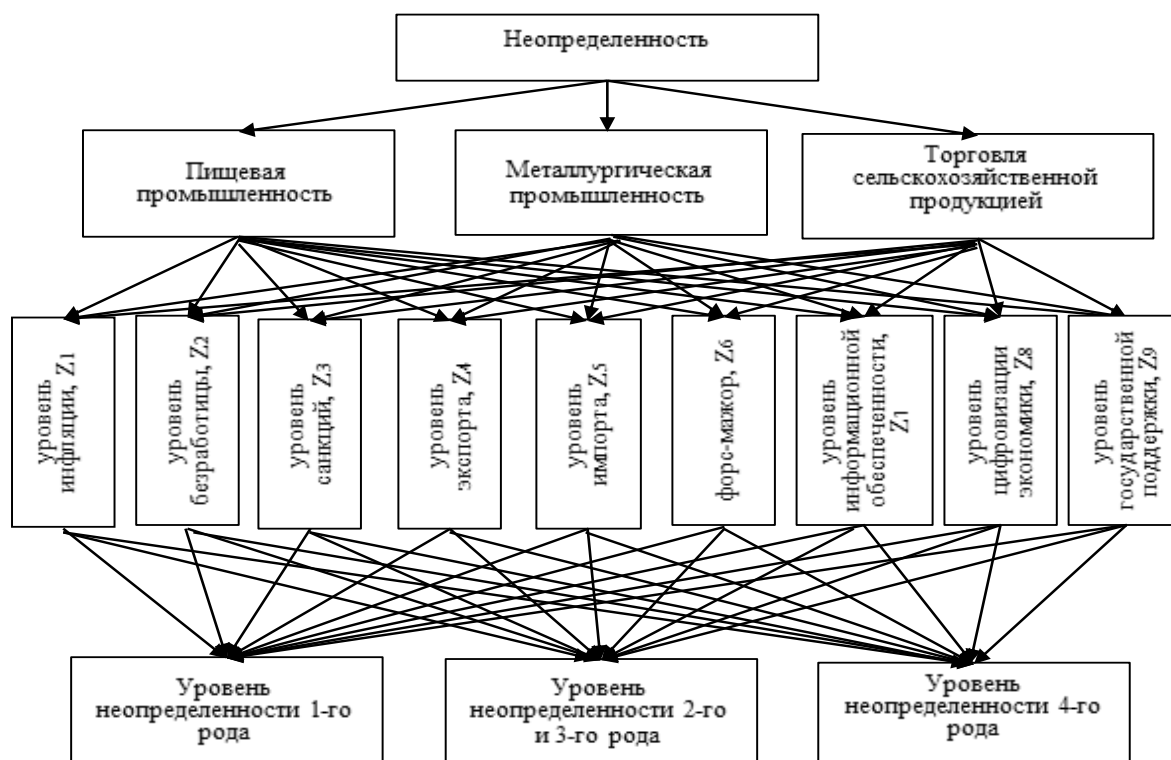 Неопределенность
Пищевая
промышленность
Металлургическая
промышленность
Торговля
сельскохозяйственной
продукцией
уровень
инфляции, Z1
уровень
безработицы, Z2
уровень
санкций, Z3
уровень
экспорта, Z4
уровень
импорта, Z5
форс-мажор, Z6
уровень
информационной
обеспеченности,
Z1
уровень
цифровизации
экономики, Z8
уровень
государственной
поддержки, Z9
Уровень
неопределенности 1-го
рода
Уровень
неопределенности 2-го
и 3-го рода
Уровень
неопределенности 4-го
рода